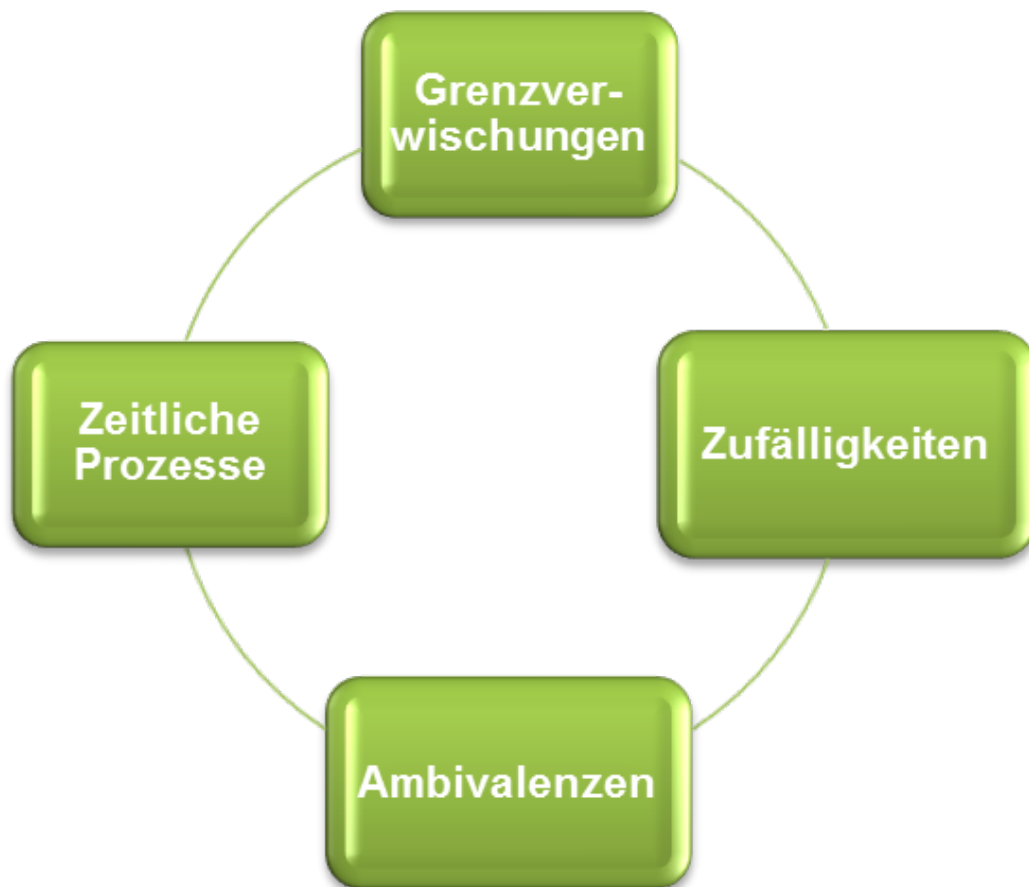 Grenzver-
wischungen
Zeitliche
Prozesse
Zufälligkeiten
Ambivalenzen